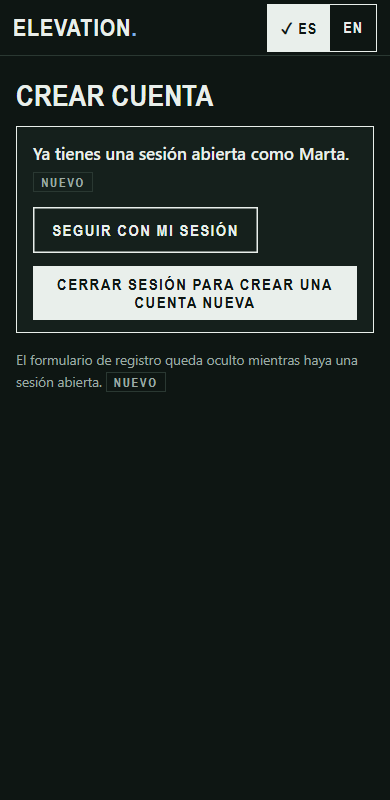 ELEVATION.
✓ ES EN
CREAR CUENTA
Ya tienes una sesión abierta como Marta.
NUEVO
SEGUIR CON MI SESIÓN
CERRAR SESIÓN PARA CREAR UNA
CUENTA NUEVA
El formulario de registro queda oculto mientras haya una
sesión abierta. NUEVO